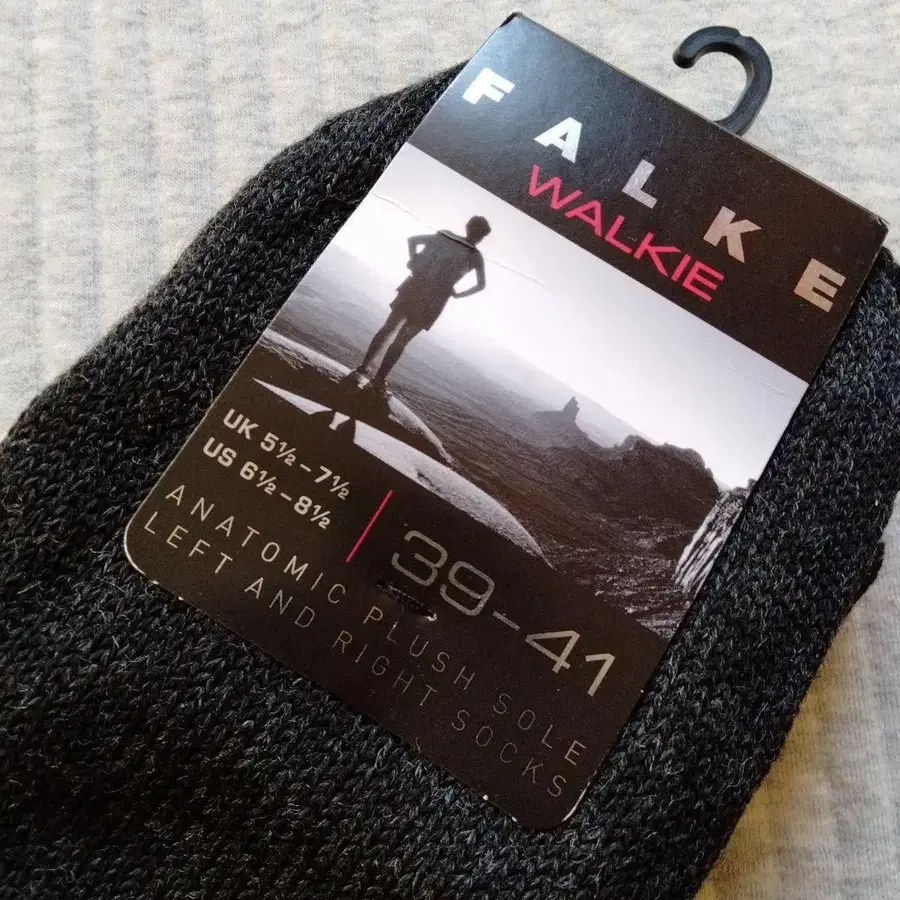 FALKE
WALKIE
UK 5½–7½
US 6½–8½
39–41
ANATOMIC PLUSH SOLE
LEFT AND RIGHT SOCKS